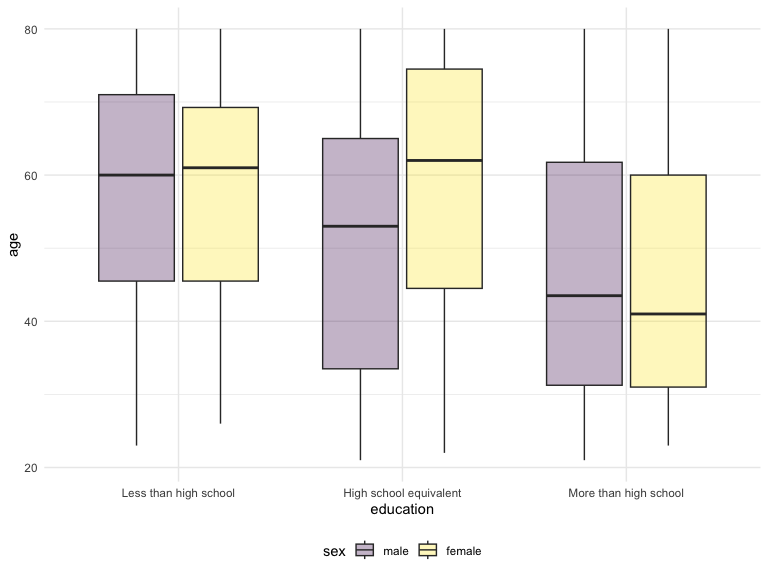 80
60
40
20
age
Less than high school
High school equivalent
More than high school
education
sex male female